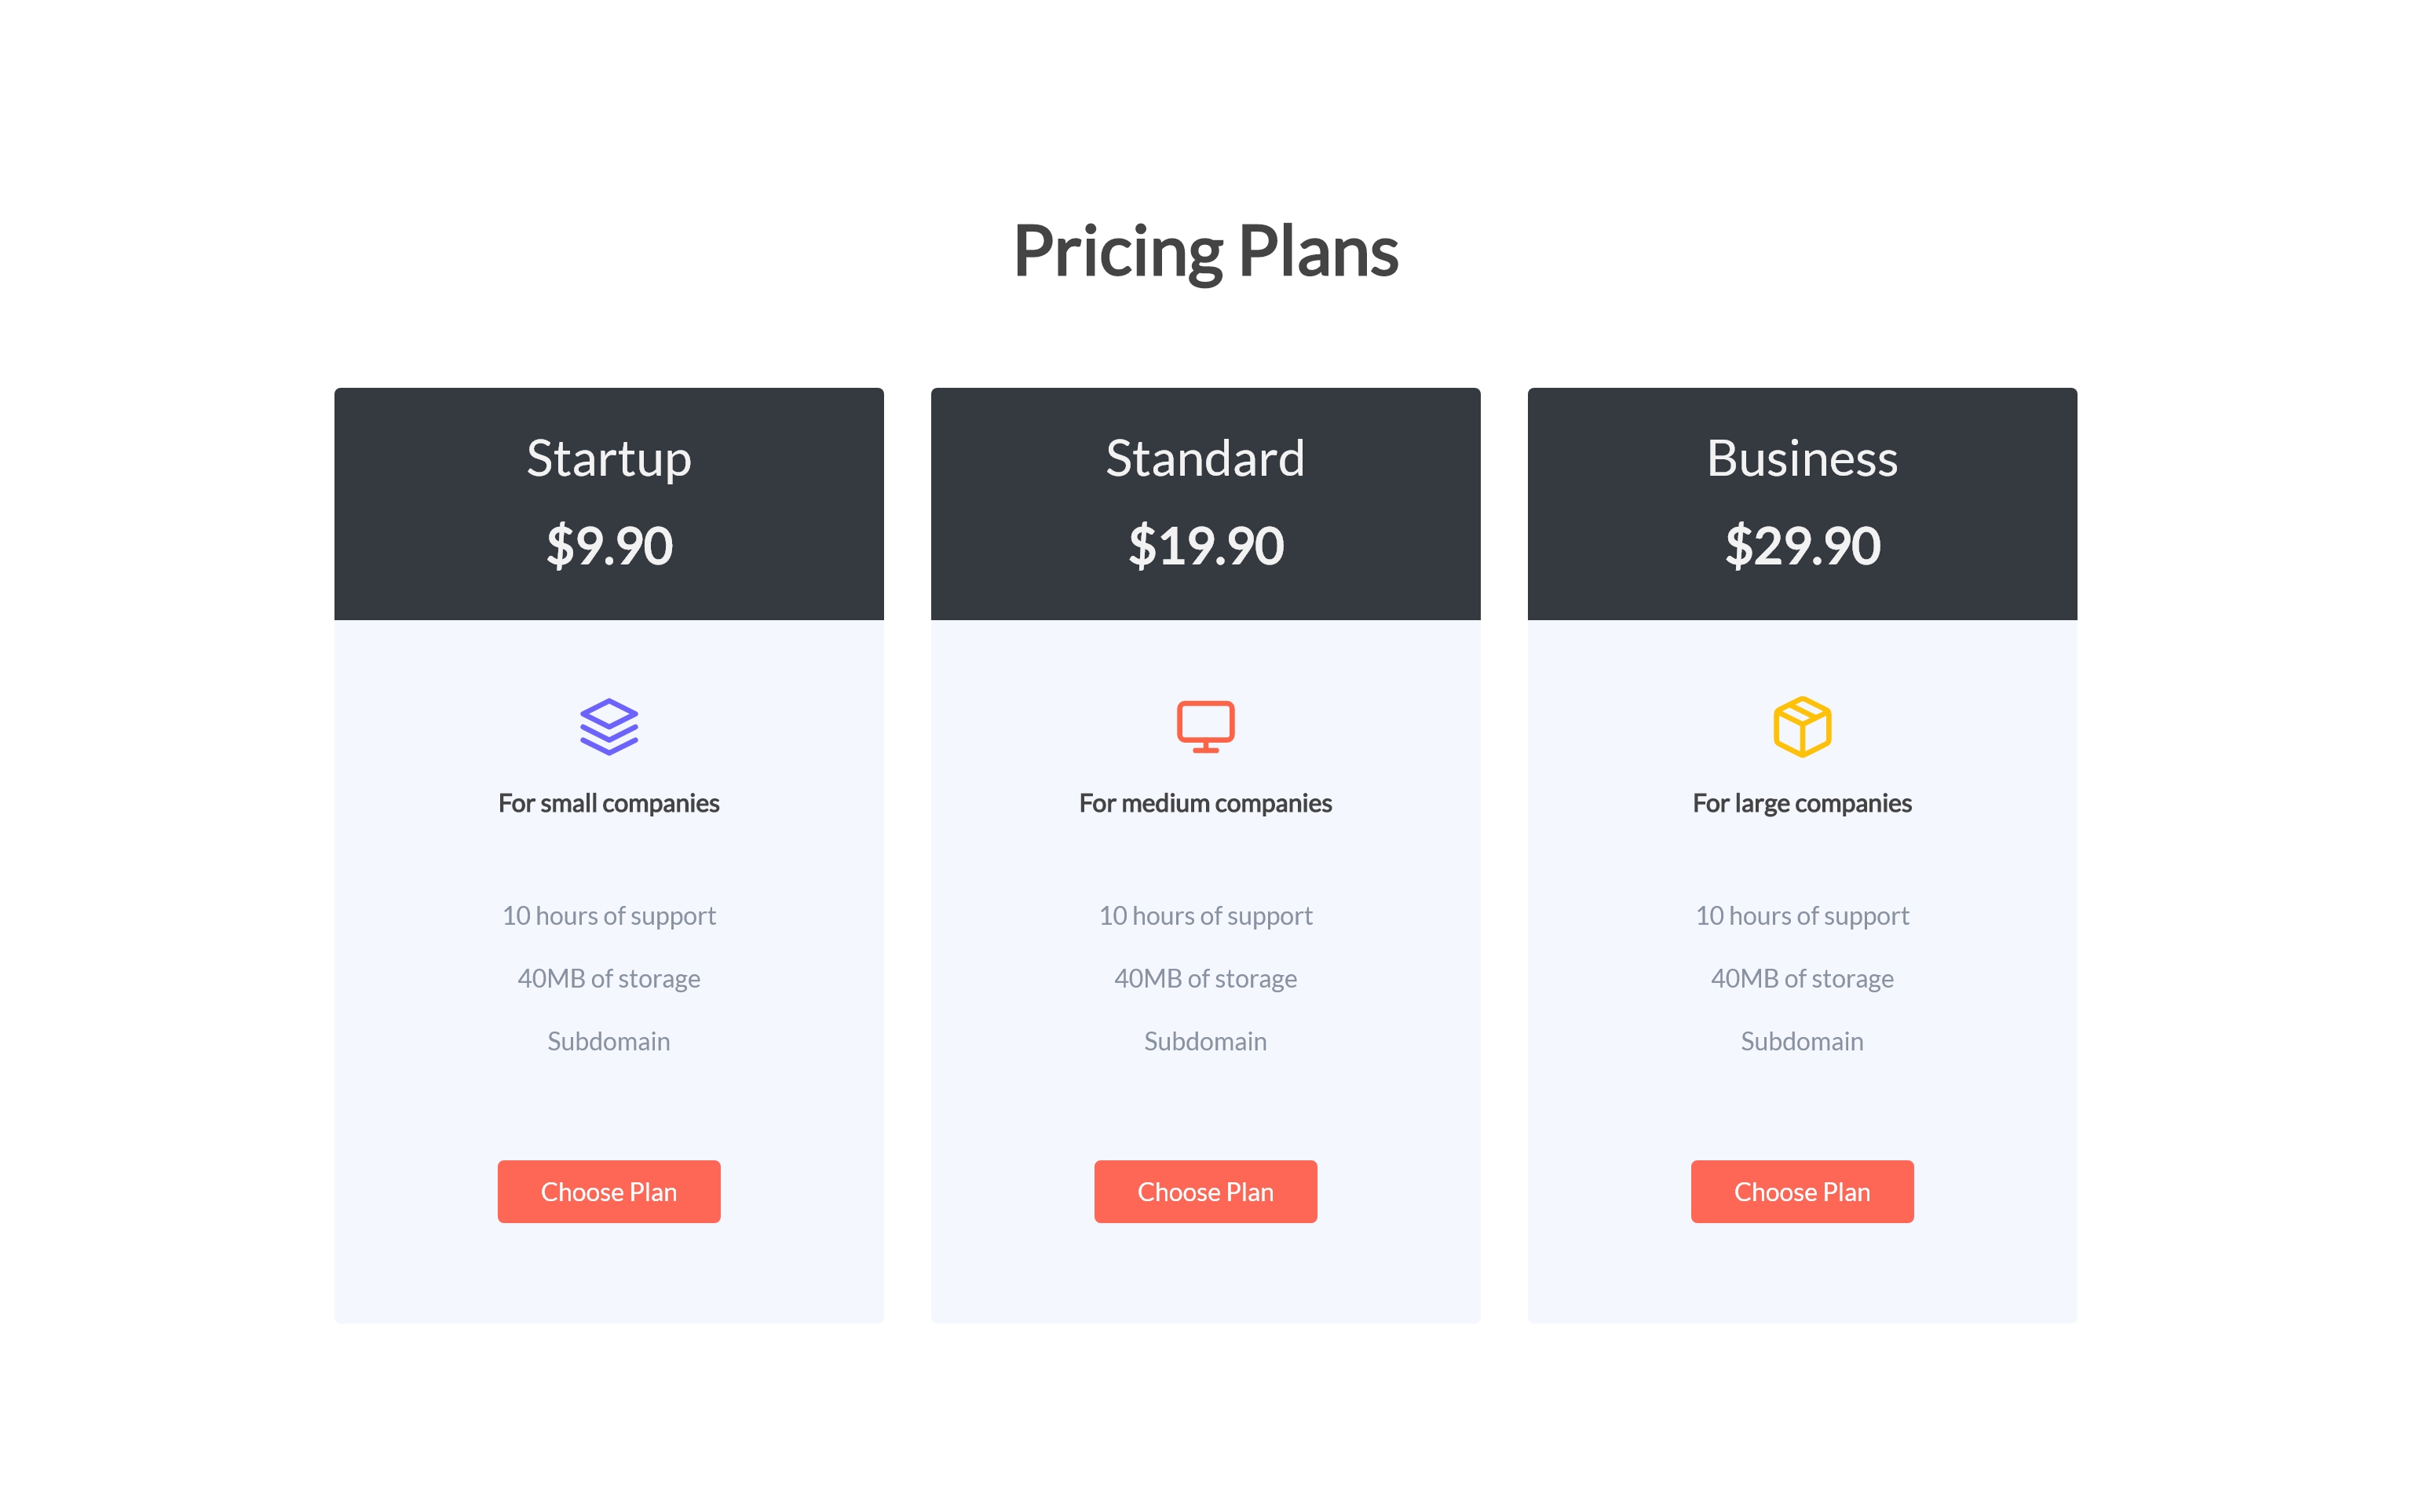 Pricing Plans
Startup
$9.90
For small companies
10 hours of support
40MB of storage
Subdomain
Choose Plan
Standard
$19.90
For medium companies
10 hours of support
40MB of storage
Subdomain
Choose Plan
Business
$29.90
For large companies
10 hours of support
40MB of storage
Subdomain
Choose Plan